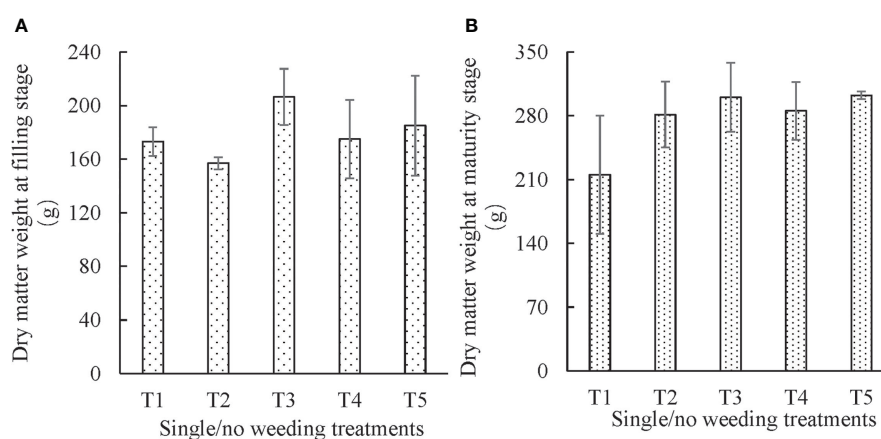 A
Dry matter weight at filling stage
(g)
240
200
160
120
80
40
0
T1 T2 T3 T4 T5
Single/no weeding treatments
B
Dry matter weight at maturity stage
(g)
350
280
210
140
70
0
T1 T2 T3 T4 T5
Single/no weeding treatments